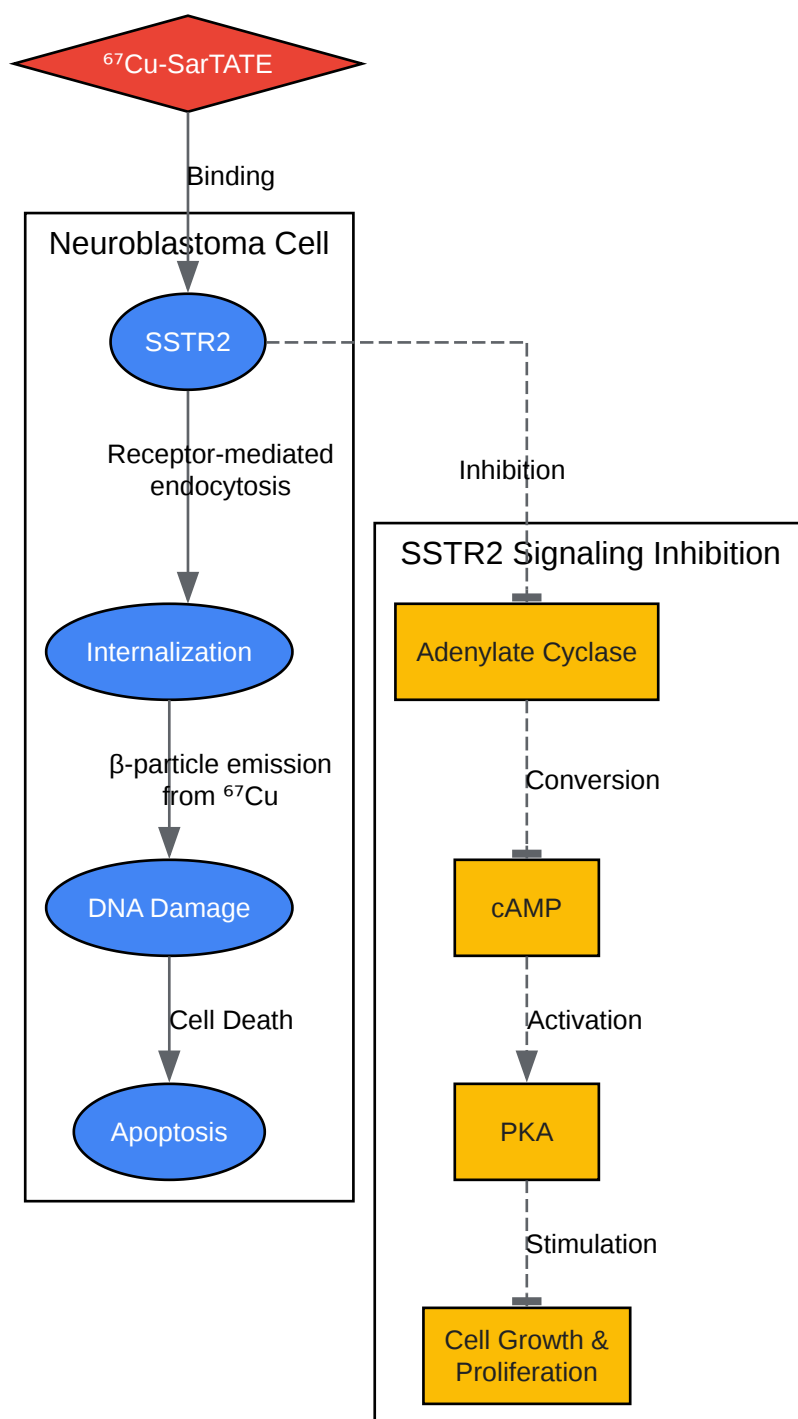 ⁶⁷Cu-SarTATE
Binding
Neuroblastoma Cell
SSTR2
Receptor-mediated
endocytosis
Inhibition
SSTR2 Signaling Inhibition
Internalization
Adenylate Cyclase
β-particle emission
from ⁶⁷Cu
Conversion
DNA Damage
cAMP
Cell Death
Activation
Apoptosis
PKA
Stimulation
Cell Growth &
Proliferation